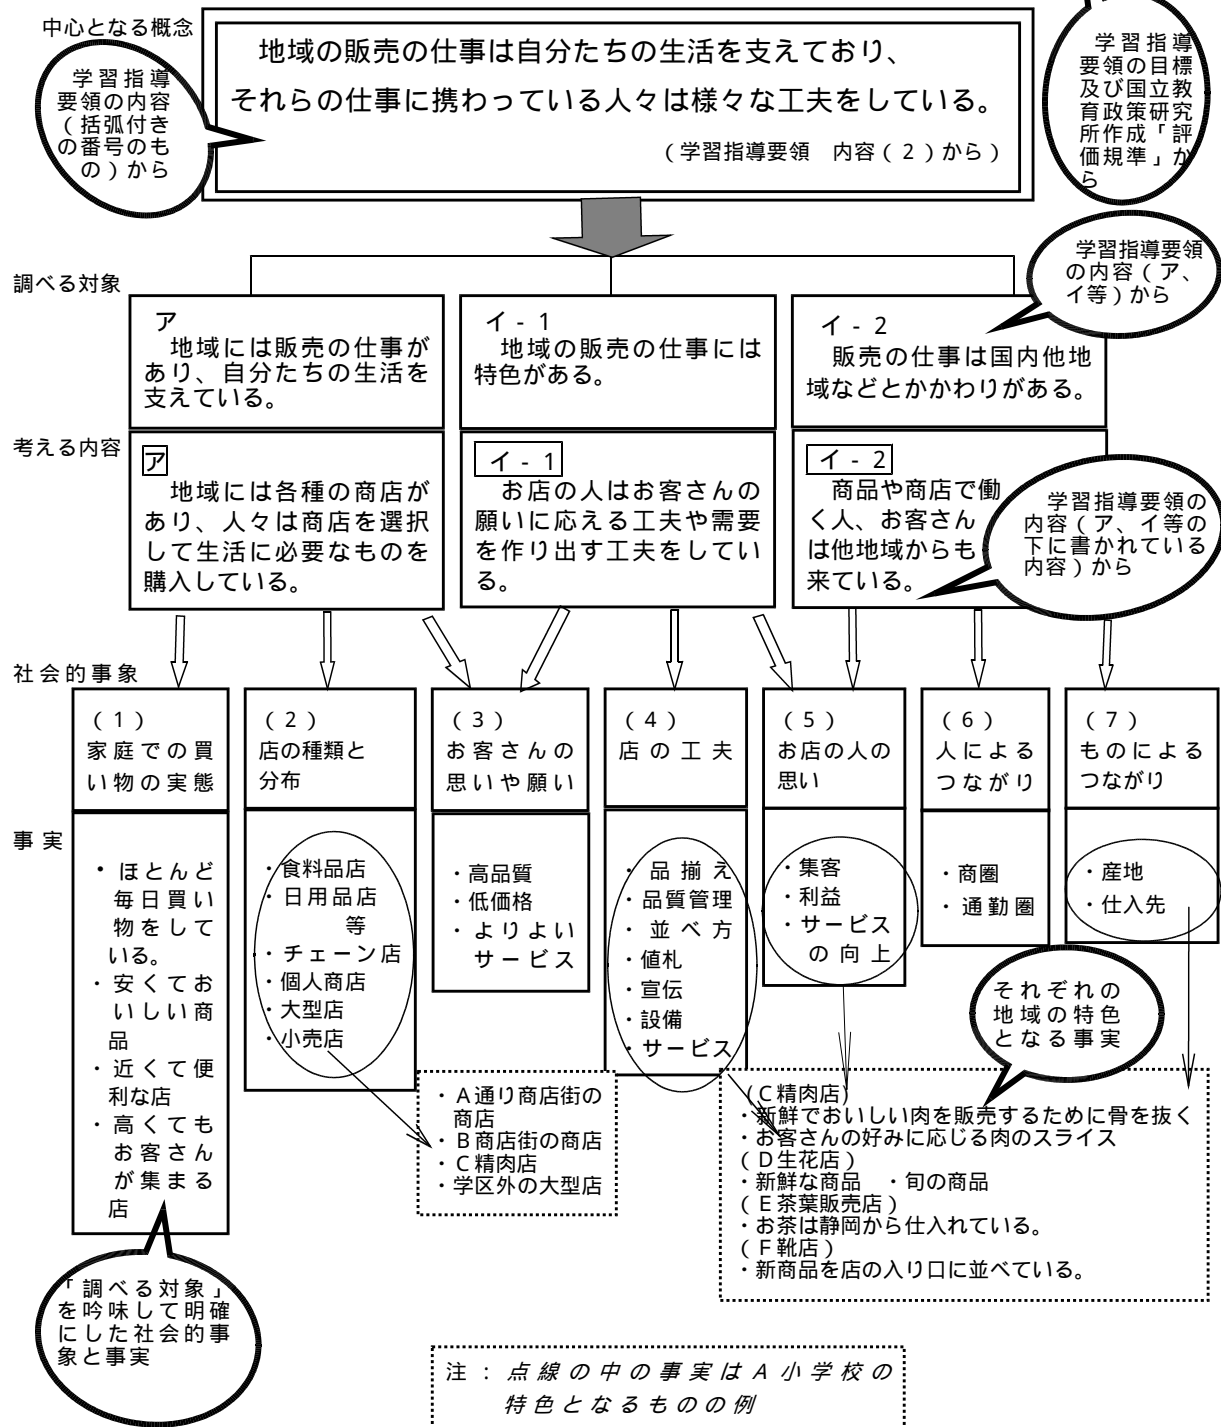 中心となる概念
地域の販売の仕事は自分たちの生活を支えており、
それらの仕事に携わっている人々は様々な工夫をしている。
(学習指導要領 内容(2)から)
学習指導
要領の内容
(括弧付き
の番号のも
の)から
学習指導
要領の目標
及び国立教
育政策研究
所作成「評
価規準」か
ら
調べる対象
学習指導要領
の内容(ア、
イ等)から
ア
地域には販売の仕事が
あり、自分たちの生活を
支えている。
イ-1
地域の販売の仕事には
特色がある。
イ-2
販売の仕事は国内他地
域などとかかわりがある。
考える内容
ア
地域には各種の商店が
あり、人々は商店を選択
して生活に必要なものを
購入している。
イ-1
お店の人はお客さんの
願いに応える工夫や需要
を作り出す工夫をしてい
る。
イ-2
商品や商店で働
く人、お客さん
は他地域からも
来ている。
学習指導要領の
内容(ア、イ等の
下に書かれている
内容)から
社会的事象
(1)
家庭での買
い物の実態
(2)
店の種類と
分布
(3)
お客さんの
思いや願い
(4)
店の工夫
(5)
お店の人の
思い
(6)
人による
つながり
(7)
ものによる
つながり
事実
・ほとんど
毎日買い
物をして
いる。
・安くてお
いしい商
品
・近くて便
利な店
・高くても
お客さん
が集まる
店
・食料品店
・日用品店
等
・チェーン店
・個人商店
・大型店
・小売店
・高品質
・低価格
・よりよい
サービス
・品揃え
・品質管理
・並べ方
・値札
・宣伝
・設備
・サービス
・集客
・利益
・サービス
の向上
・商圏
・通勤圏
・産地
・仕入先
それぞれの
地域の特色
となる事実
・A通り商店街の
商店
・B商店街の商店
・C精肉店
・学区外の大型店
(C精肉店)
・新鮮でおいしい肉を販売するために骨を抜く
・お客さんの好みに応じる肉のスライス
(D生花店)
・新鮮な商品 ・旬の商品
(E茶葉販売店)
・お茶は静岡から仕入れている。
(F靴店)
・新商品を店の入り口に並べている。
「調べる対象」
を吟味して明確
にした社会的事
象と事実
注:点線の中の事実はA小学校の
特色となるものの例